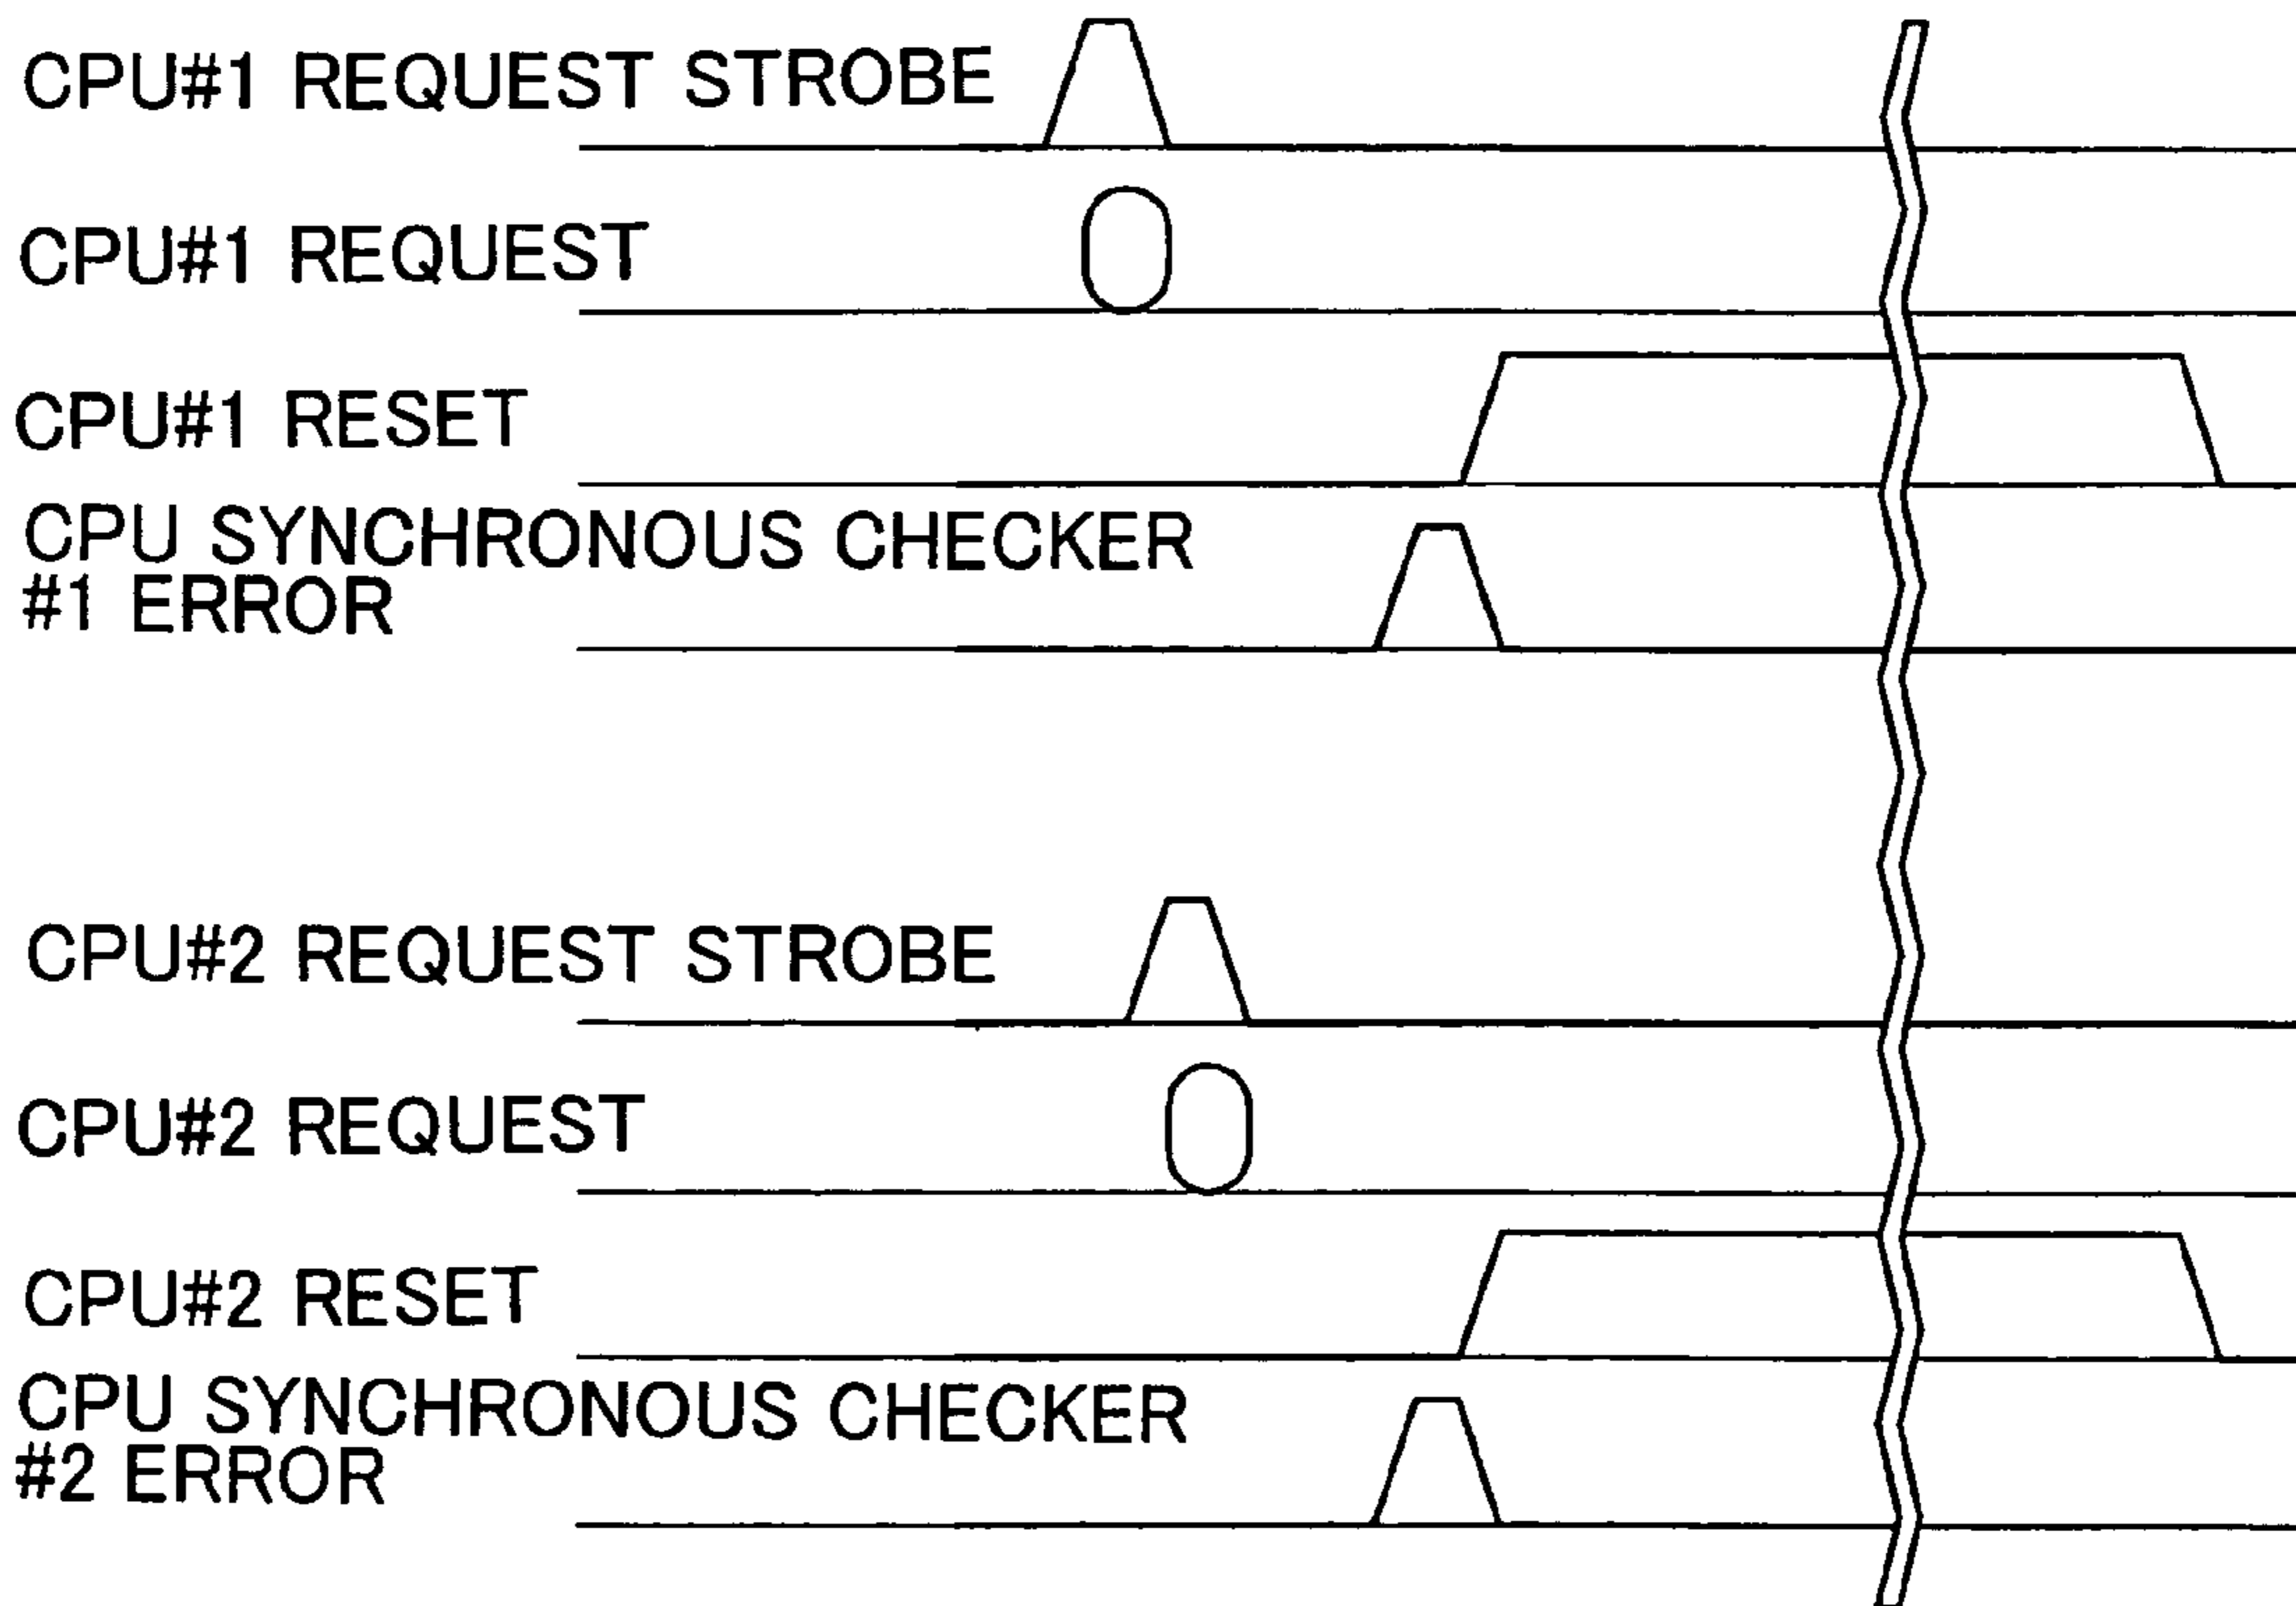 CPU#1 REQUEST STROBE
CPU#1 REQUEST
CPU#1 RESET
CPU SYNCHRONOUS CHECKER
#1 ERROR
CPU#2 REQUEST STROBE
CPU#2 REQUEST
CPU#2 RESET
CPU SYNCHRONOUS CHECKER
#2 ERROR